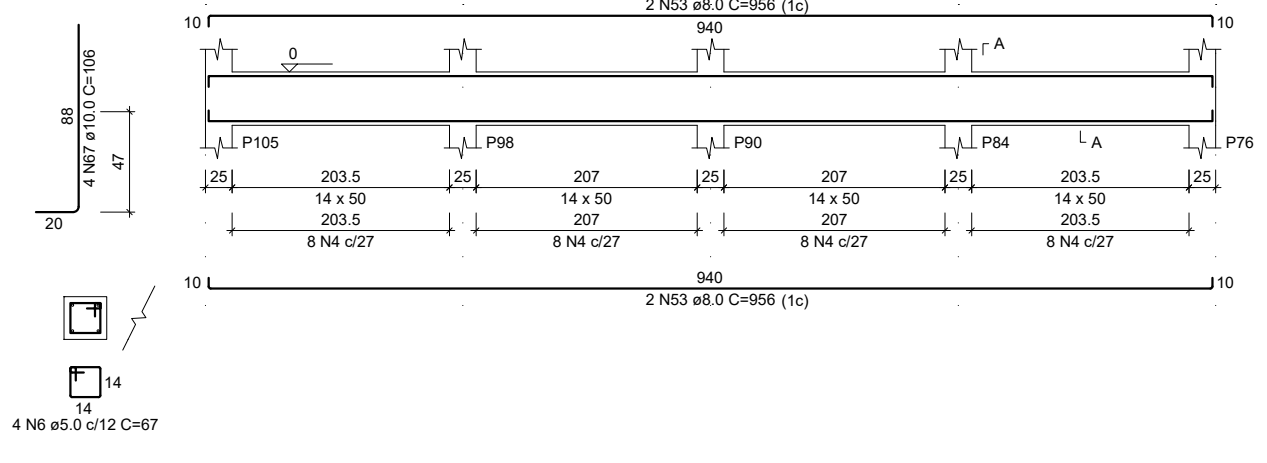 2 N53 ø8.0 C=956 (1c)
10
940
10
A
0
88
4 N67 ø10.0 C=106
47
20
P105
P98
P90
P84
A
P76
25
203.5
25
207
25
207
25
203.5
25
14 x 50
14 x 50
14 x 50
14 x 50
203.5
207
207
203.5
8 N4 c/27
8 N4 c/27
8 N4 c/27
8 N4 c/27
10
940
10
2 N53 ø8.0 C=956 (1c)
14
14
4 N6 ø5.0 c/12 C=67